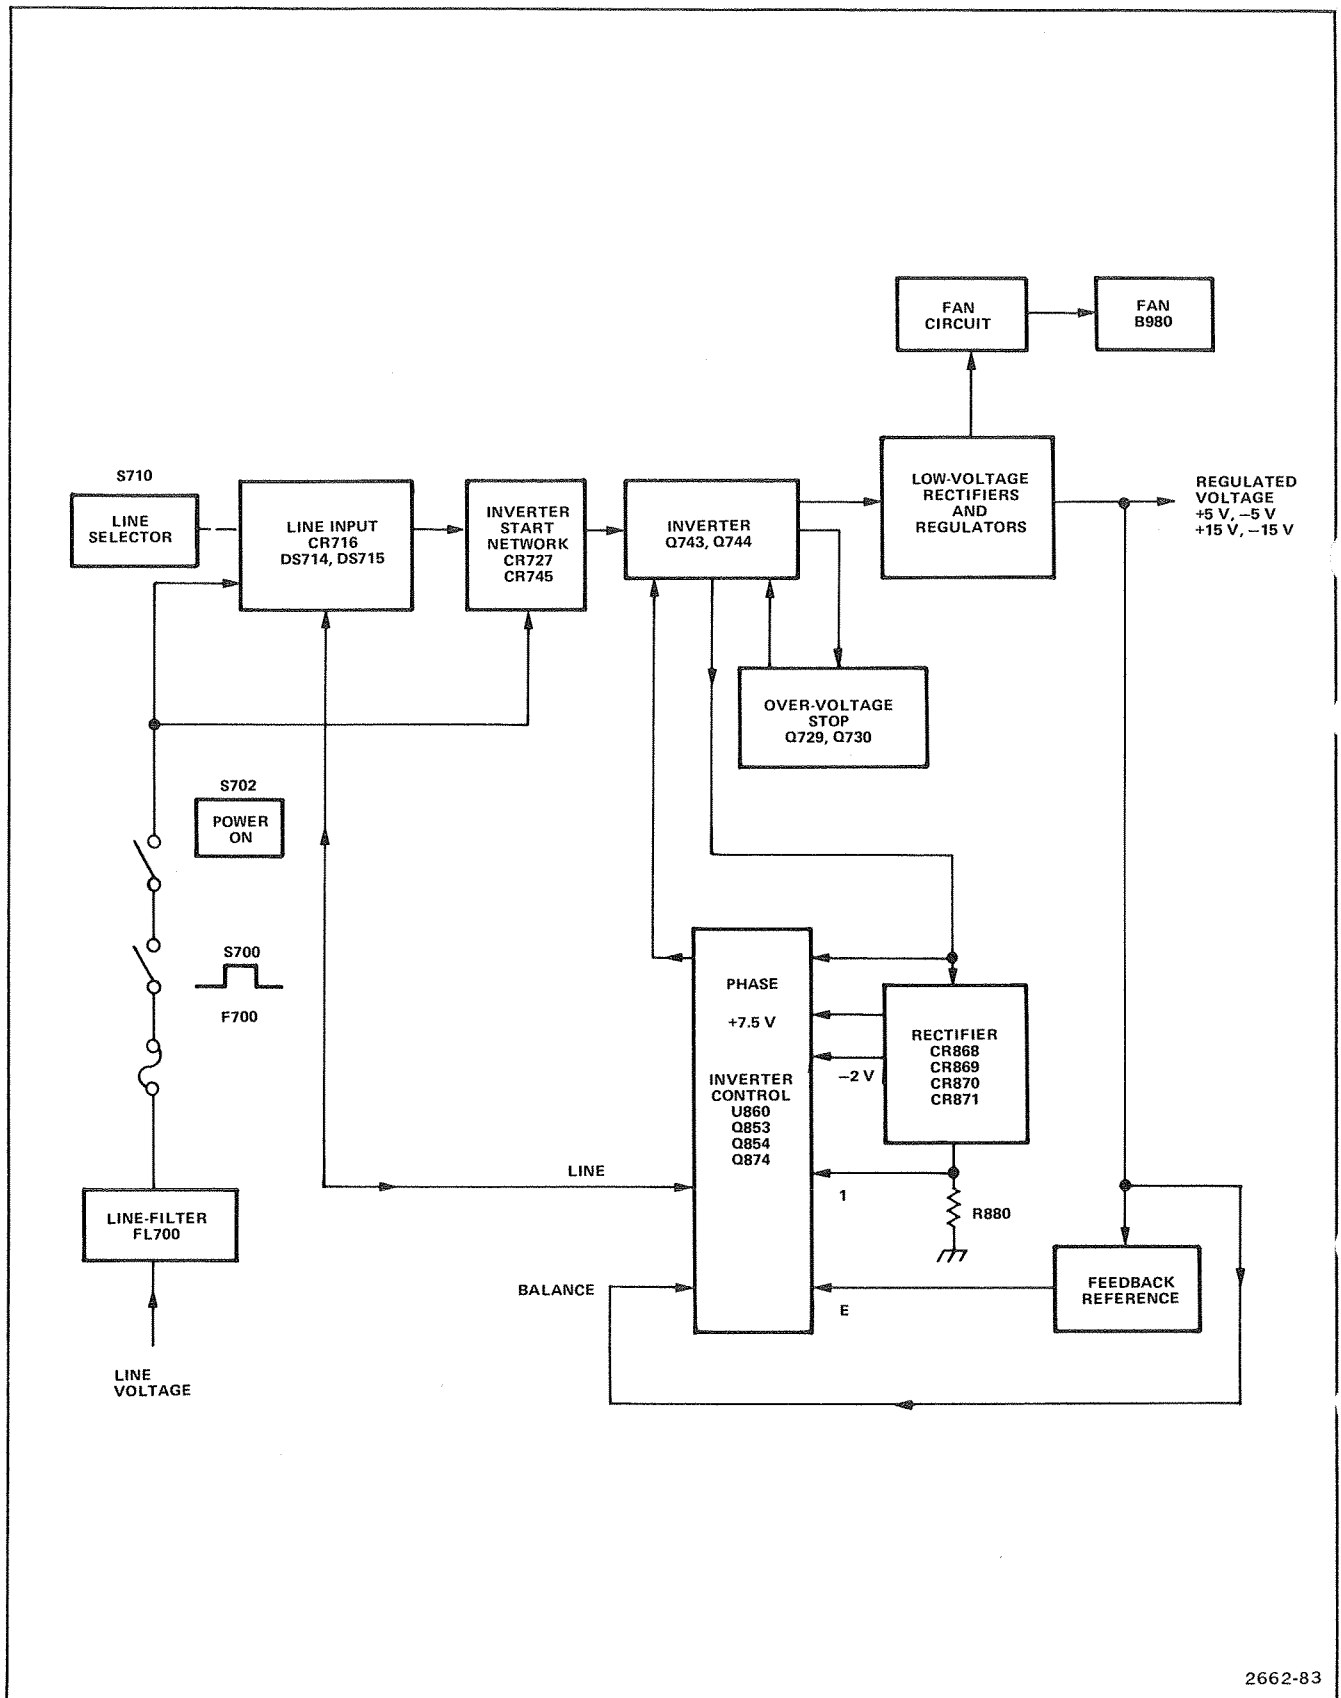 FAN
CIRCUIT
FAN
B980
S710
LINE
SELECTOR
LINE INPUT
CR716
DS714, DS715
INVERTER
START
NETWORK
CR727
CR745
INVERTER
Q743, Q744
LOW-VOLTAGE
RECTIFIERS
AND
REGULATORS
REGULATED
VOLTAGE
+5 V, −5 V
+15 V, −15 V
OVER-VOLTAGE
STOP
Q729, Q730
S702
POWER
ON
S700
F700
PHASE
+7.5 V
−2 V
INVERTER
CONTROL
U860
Q853
Q854
Q874
RECTIFIER
CR868
CR869
CR870
CR871
LINE
1
R880
LINE-FILTER
FL700
BALANCE
E
FEEDBACK
REFERENCE
LINE
VOLTAGE
2662-83